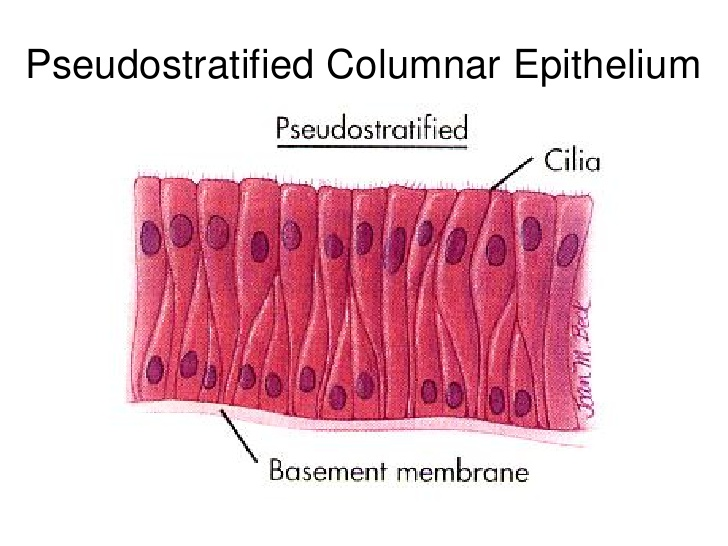 Pseudostratified Columnar Epithelium
Pseudostratified
Cilia
Basement membrane